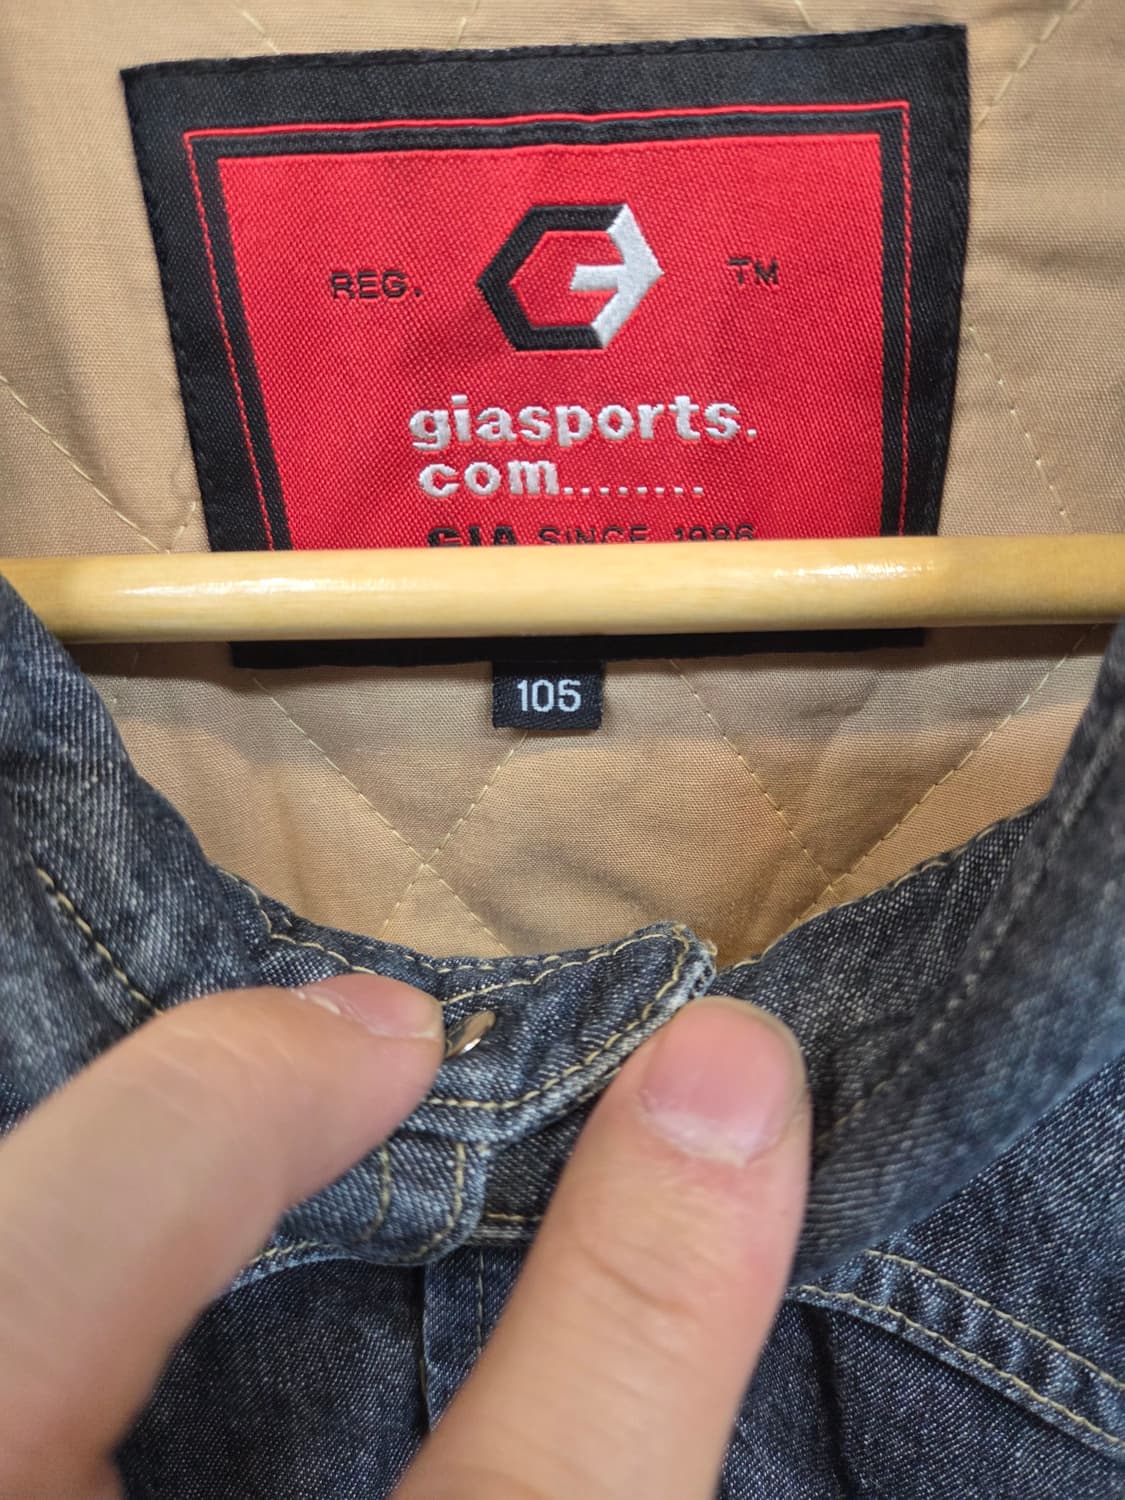 REG. TM
giasports.
com........
GIA SINCE 1986
105